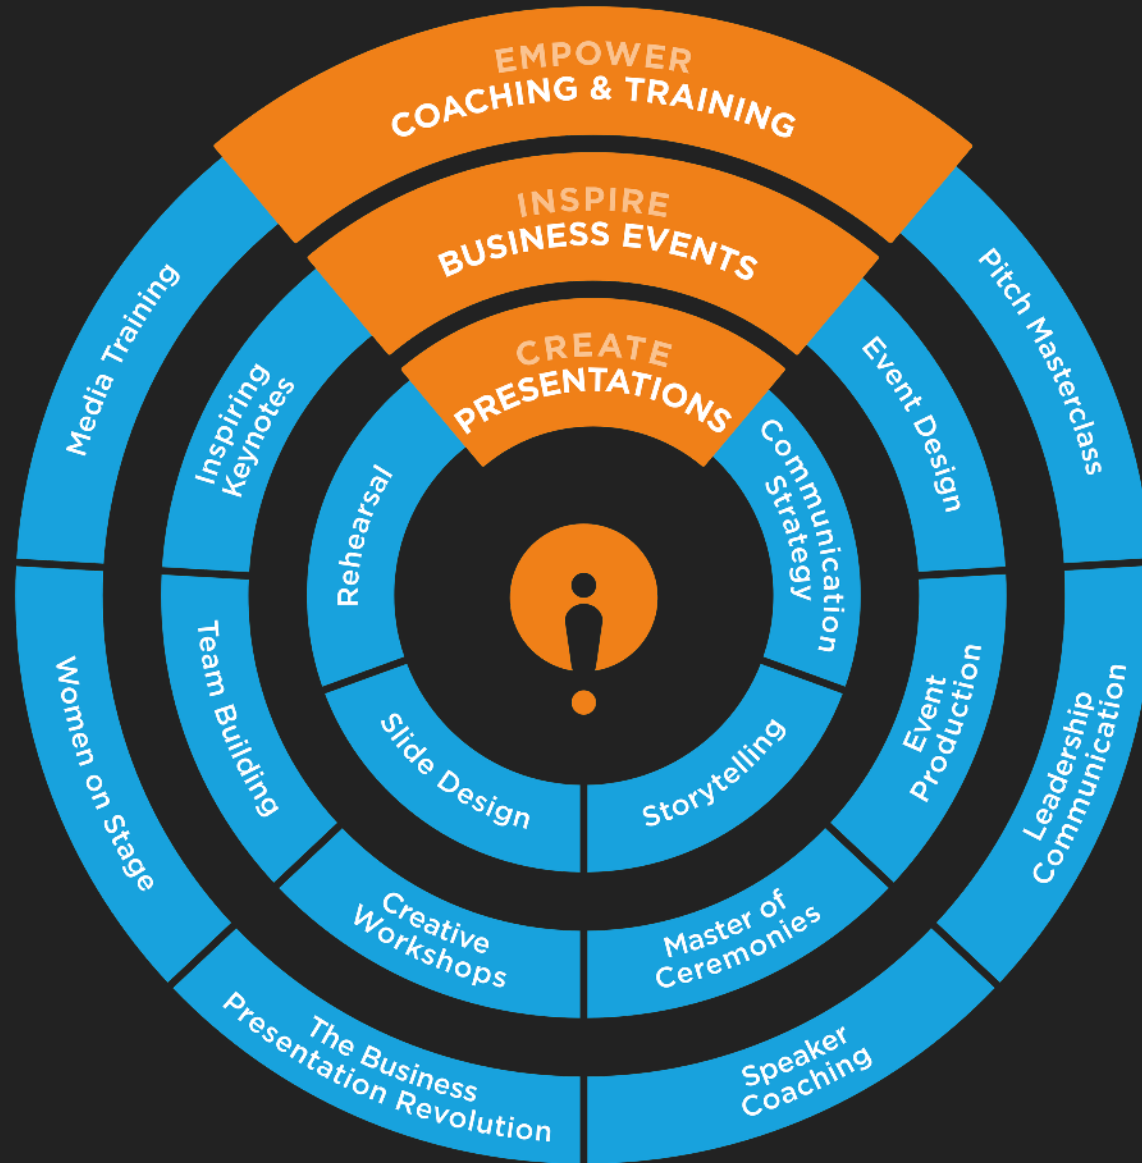 EMPOWER
COACHING & TRAINING
INSPIRE
BUSINESS EVENTS
CREATE
PRESENTATIONS
Pitch Masterclass
Leadership
Communication
Speaker
Coaching
The Business
Presentation Revolution
Women on Stage
Media Training
Event Design
Event
Production
Master of
Ceremonies
Creative
Workshops
Team Building
Inspiring
Keynotes
Communication
Strategy
Storytelling
Slide Design
Rehearsal